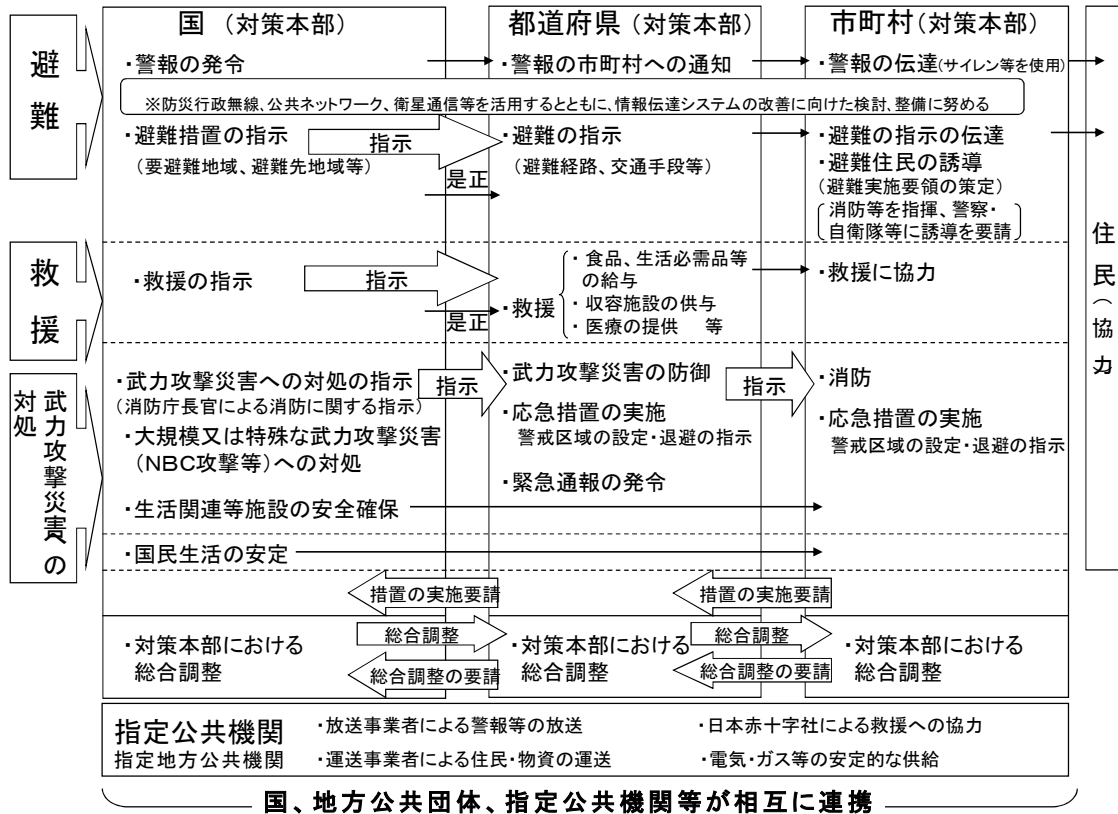 国（対策本部）
都道府県（対策本部）
市町村（対策本部）
避難
・警報の発令
・警報の市町村への通知
・警報の伝達（サイレン等を使用）
※防災行政無線、公共ネットワーク、衛星通信等を活用するとともに、情報伝達システムの改善に向けた検討、整備に努める
・避難措置の指示
（要避難地域、避難先地域等）
指示
是正
・避難の指示
（避難経路、交通手段等）
・避難の指示の伝達
・避難住民の誘導
（避難実施要領の策定）
消防等を指揮、警察・
自衛隊等に誘導を要請
救援
・救援の指示
指示
是正
・救援
・食品、生活必需品等
の給与
・収容施設の供与
・医療の提供　等
・救援に協力
武力攻撃災害への
対処
・武力攻撃災害への対処の指示
（消防庁長官による消防に関する指示）
・大規模又は特殊な武力攻撃災害
（NBC攻撃等）への対処
指示
・武力攻撃災害の防御
・応急措置の実施
警戒区域の設定・退避の指示
・緊急通報の発令
指示
・消防
・応急措置の実施
警戒区域の設定・退避の指示
・生活関連等施設の安全確保
・国民生活の安定
措置の実施要請
措置の実施要請
・対策本部における
総合調整
総合調整
総合調整の要請
・対策本部における
総合調整
総合調整
総合調整の要請
・対策本部における
総合調整
住民（協力）
指定公共機関
指定地方公共機関
・放送事業者による警報等の放送
・日本赤十字社による救援への協力
・運送事業者による住民・物資の運送
・電気・ガス等の安定的な供給
国、地方公共団体、指定公共機関等が相互に連携